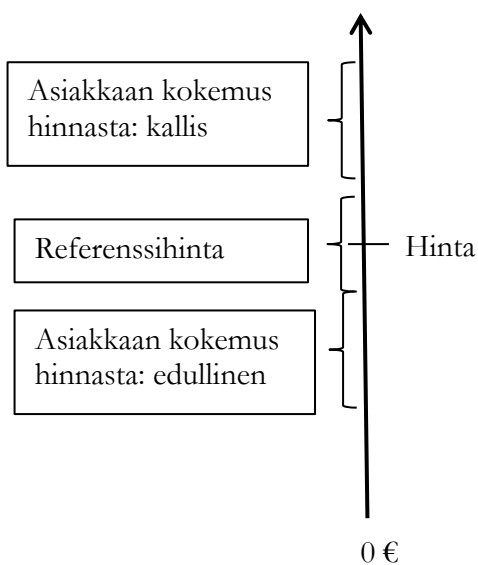 Asiakkaan kokemus
hinnasta: kallis
Referenssihinta
Hinta
Asiakkaan kokemus
hinnasta: edullinen
0 €